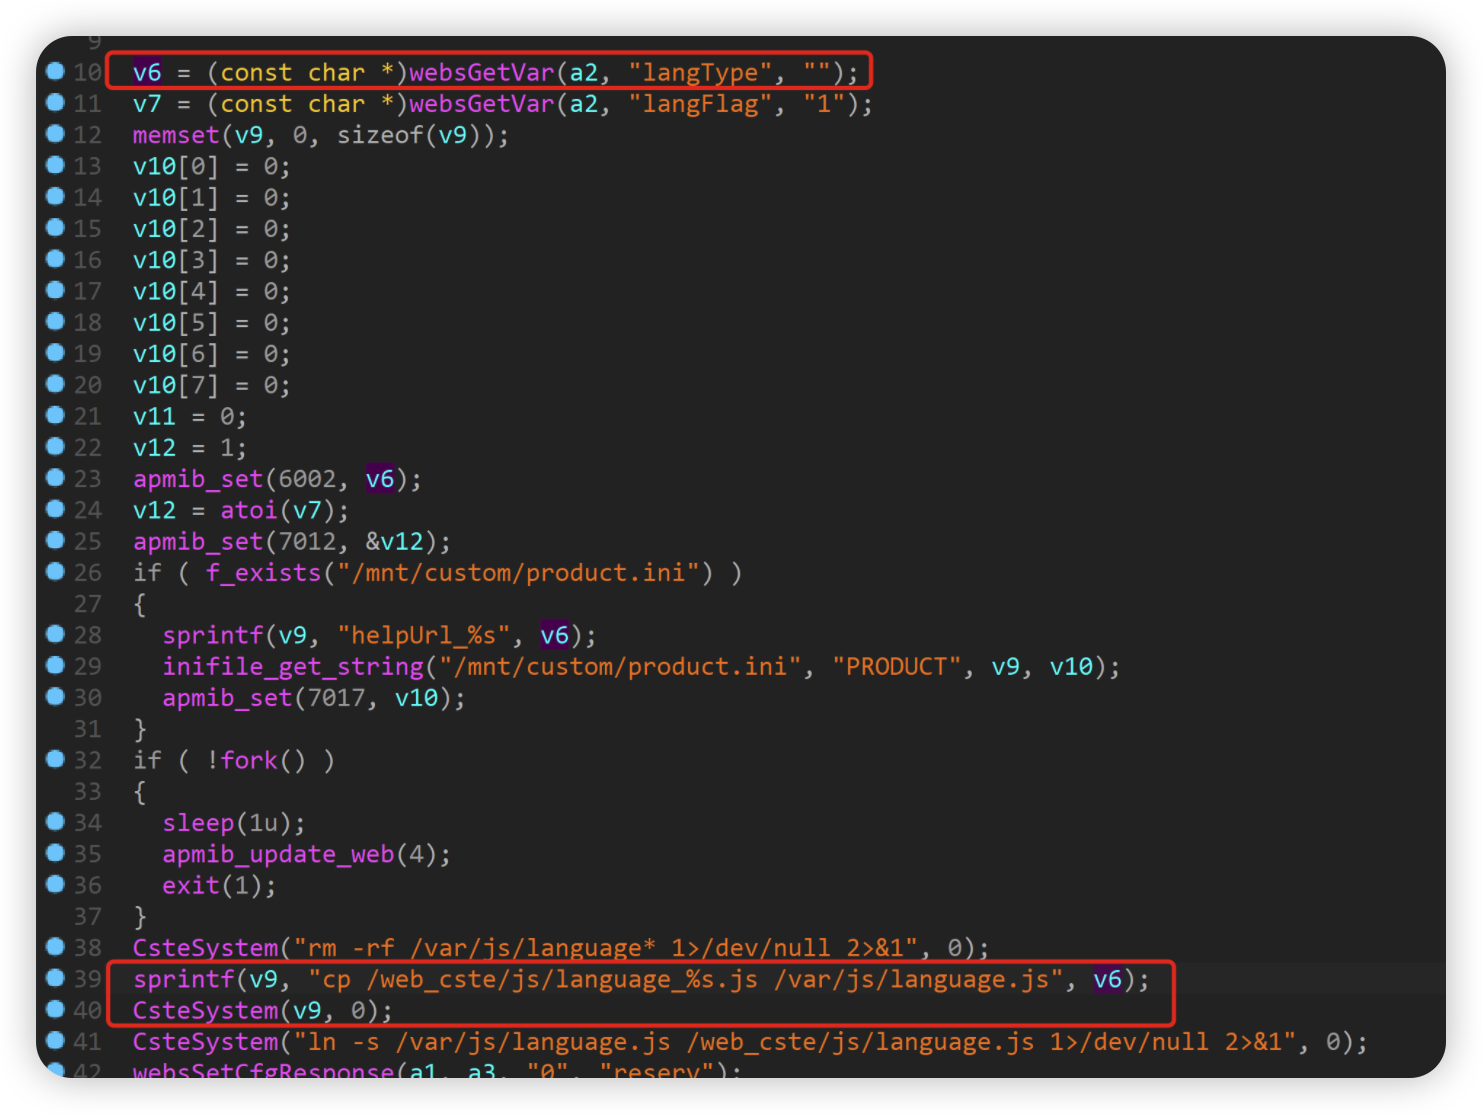 9
10 v6 = (const char *)websGetVar(a2, "langType", "");
11 v7 = (const char *)websGetVar(a2, "langFlag", "1");
12 memset(v9, 0, sizeof(v9));
13 v10[0] = 0;
14 v10[1] = 0;
15 v10[2] = 0;
16 v10[3] = 0;
17 v10[4] = 0;
18 v10[5] = 0;
19 v10[6] = 0;
20 v10[7] = 0;
21 v11 = 0;
22 v12 = 1;
23 apmib_set(6002, v6);
24 v12 = atoi(v7);
25 apmib_set(7012, &v12);
26 if ( f_exists("/mnt/custom/product.ini") )
27 {
28   sprintf(v9, "helpUrl_%s", v6);
29   inifile_get_string("/mnt/custom/product.ini", "PRODUCT", v9, v10);
30   apmib_set(7017, v10);
31 }
32 if ( !fork() )
33 {
34   sleep(1u);
35   apmib_update_web(4);
36   exit(1);
37 }
38 CsteSystem("rm -rf /var/js/language* 1>/dev/null 2>&1", 0);
39 sprintf(v9, "cp /web_cste/js/language_%s.js /var/js/language.js", v6);
40 CsteSystem(v9, 0);
41 CsteSystem("ln -s /var/js/language.js /web_cste/js/language.js 1>/dev/null 2>&1", 0);
42 websSetCfgResponse(a1, a3, "0", "reserv");